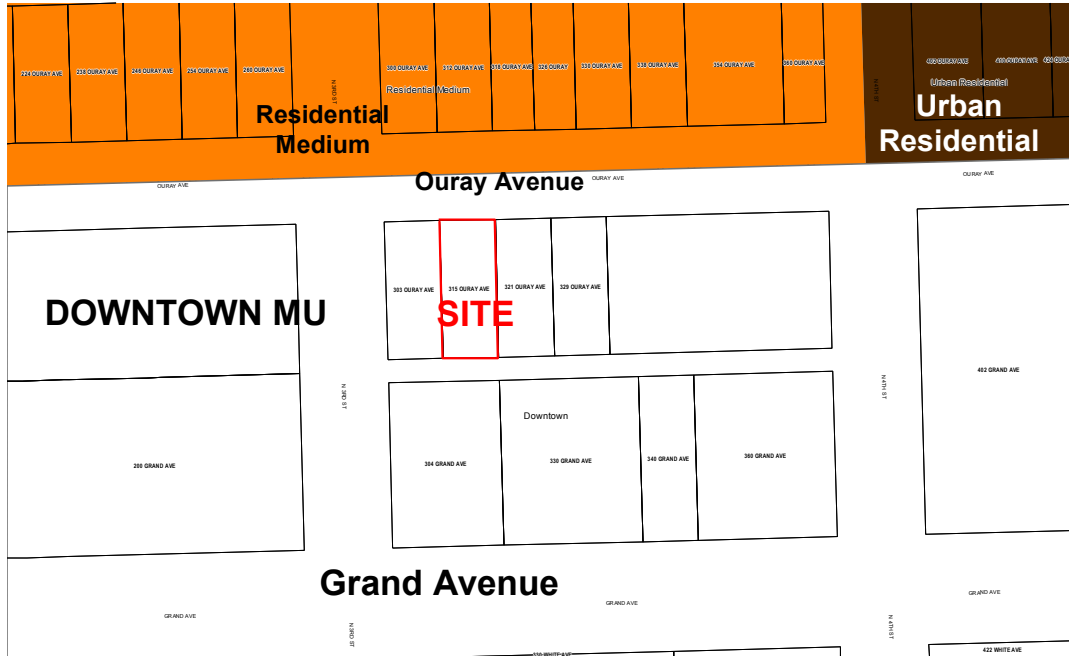 224 OURAY AVE
238 OURAY AVE
246 OURAY AVE
254 OURAY AVE
260 OURAY AVE
N 3RD ST
300 OURAY AVE
312 OURAY AVE
318 OURAY AVE
326 OURAY
330 OURAY AVE
338 OURAY AVE
354 OURAY AVE
360 OURAY AVE
N 4TH ST
Residential Medium
Urban Residential
Residential
Medium
Urban
Residential
OURAY AVE
Ouray Avenue
OURAY AVE
OURAY AVE
303 OURAY AVE
315 OURAY AVE
321 OURAY AVE
329 OURAY AVE
DOWNTOWN MU
SITE
402 GRAND AVE
N 3RD ST
N 4TH ST
Downtown
200 GRAND AVE
304 GRAND AVE
330 GRAND AVE
340 GRAND AVE
360 GRAND AVE
Grand Avenue
GRAND AVE
GRAND AVE
GRAND AVE
N 3RD ST
N 4TH ST
330 WHITE AVE
422 WHITE AVE